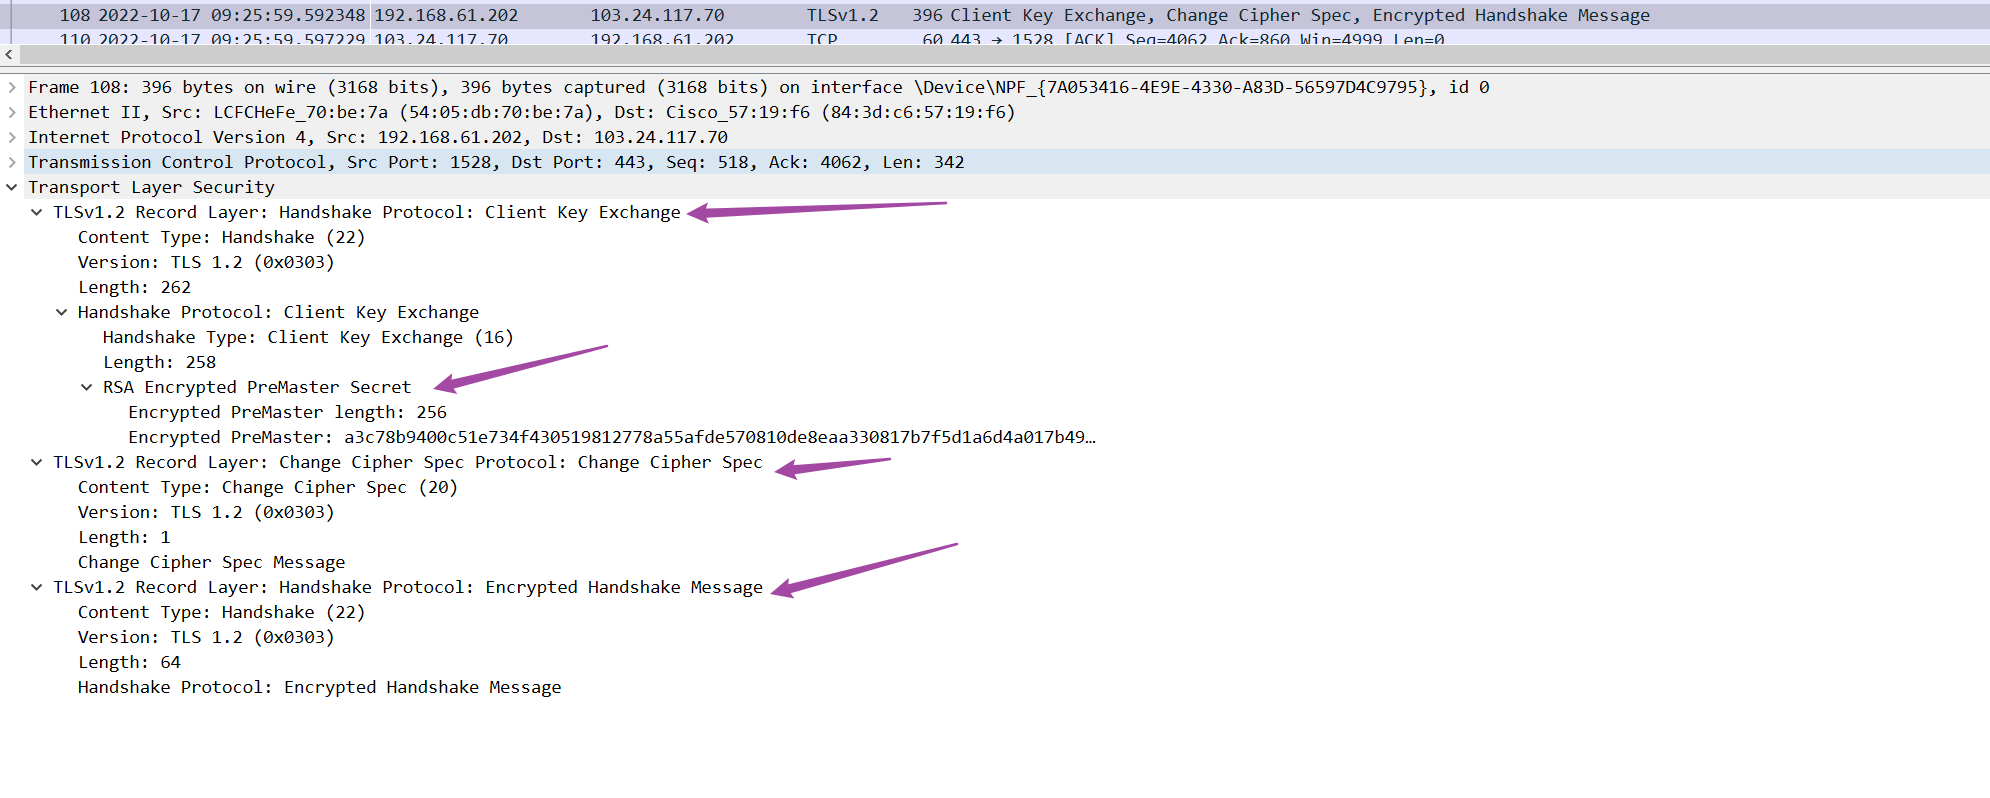 108 2022-10-17 09:25:59.592348 192.168.61.202 103.24.117.70 TLSv1.2 396 Client Key Exchange, Change Cipher Spec, Encrypted Handshake Message
110 2022-10-17 09:25:59.597229 103.24.117.70 192.168.61.202 TCP 60 443 → 1528 [ACK] Seq=4062 Ack=860 Win=4999 Len=0
Frame 108: 396 bytes on wire (3168 bits), 396 bytes captured (3168 bits) on interface \Device\NPF_{7A053416-4E9E-4330-A83D-56597D4C9795}, id 0
Ethernet II, Src: LCFCHeFe_70:be:7a (54:05:db:70:be:7a), Dst: Cisco_57:19:f6 (84:3d:c6:57:19:f6)
Internet Protocol Version 4, Src: 192.168.61.202, Dst: 103.24.117.70
Transmission Control Protocol, Src Port: 1528, Dst Port: 443, Seq: 518, Ack: 4062, Len: 342
Transport Layer Security
TLSv1.2 Record Layer: Handshake Protocol: Client Key Exchange
Content Type: Handshake (22)
Version: TLS 1.2 (0x0303)
Length: 262
Handshake Protocol: Client Key Exchange
Handshake Type: Client Key Exchange (16)
Length: 258
RSA Encrypted PreMaster Secret
Encrypted PreMaster length: 256
Encrypted PreMaster: a3c78b9400c51e734f430519812778a55afde570810de8eaa330817b7f5d1a6d4a017b49…
TLSv1.2 Record Layer: Change Cipher Spec Protocol: Change Cipher Spec
Content Type: Change Cipher Spec (20)
Version: TLS 1.2 (0x0303)
Length: 1
Change Cipher Spec Message
TLSv1.2 Record Layer: Handshake Protocol: Encrypted Handshake Message
Content Type: Handshake (22)
Version: TLS 1.2 (0x0303)
Length: 64
Handshake Protocol: Encrypted Handshake Message